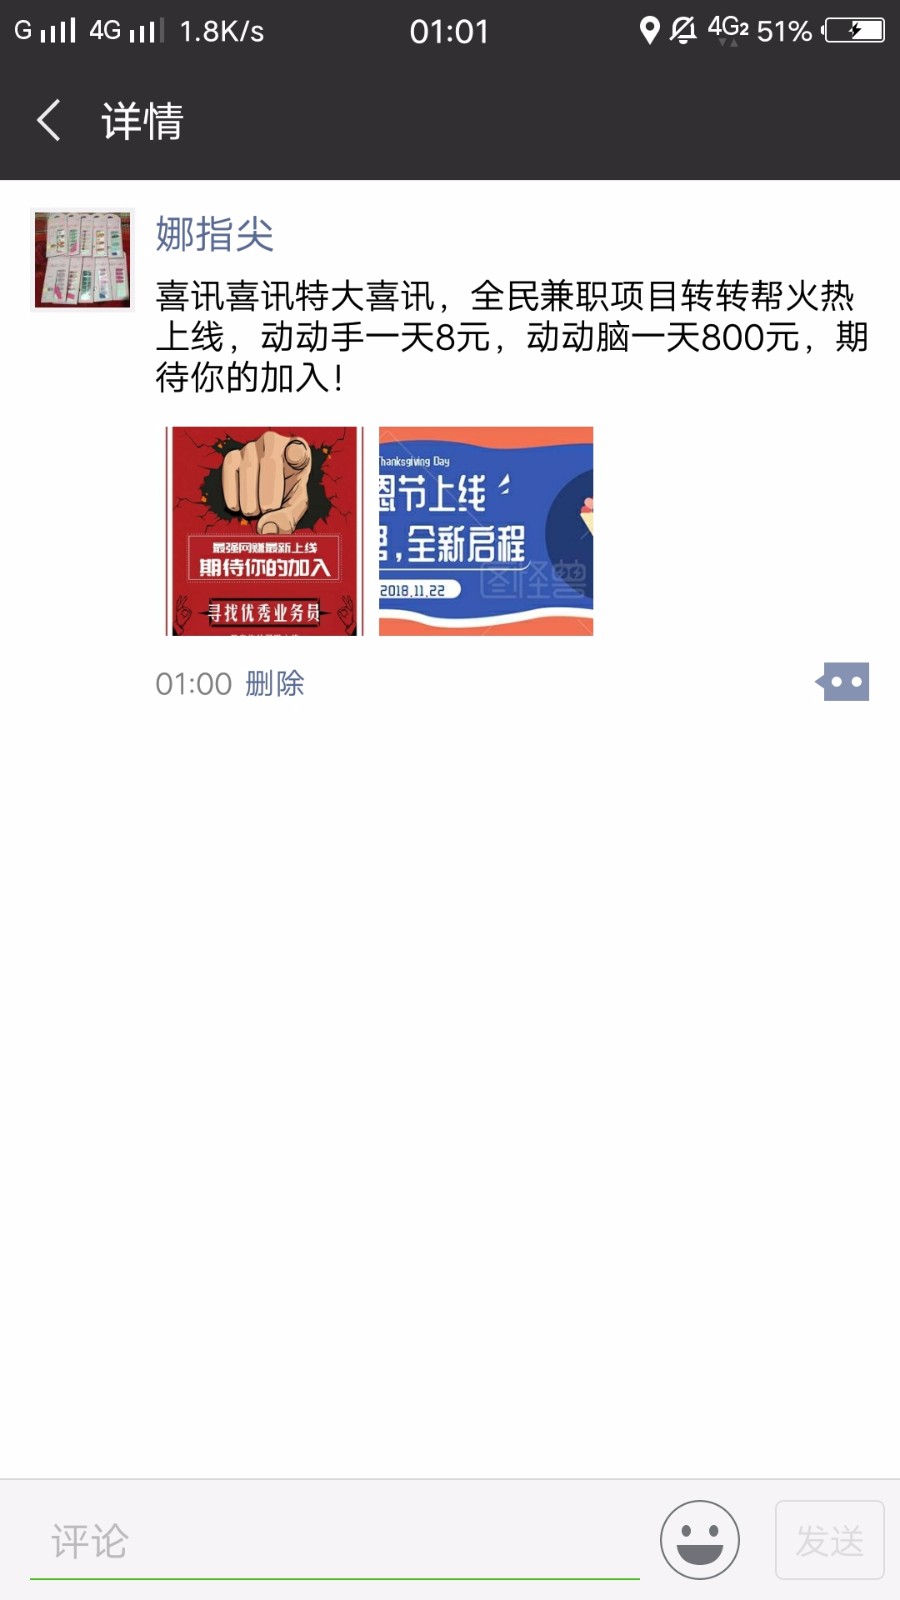 G 4G 1.8K/s 01:01 4G2 51%
详情
娜指尖
喜讯喜讯特大喜讯，全民兼职项目转转帮火热
上线，动动手一天8元，动动脑一天800元，期
待你的加入！
最强网赚最新上线
期待你的加入
寻找优秀业务员
Thanksgiving Day
恩节上线
,全新启程
2018.11.22
图怪兽
01:00 删除
评论
发送